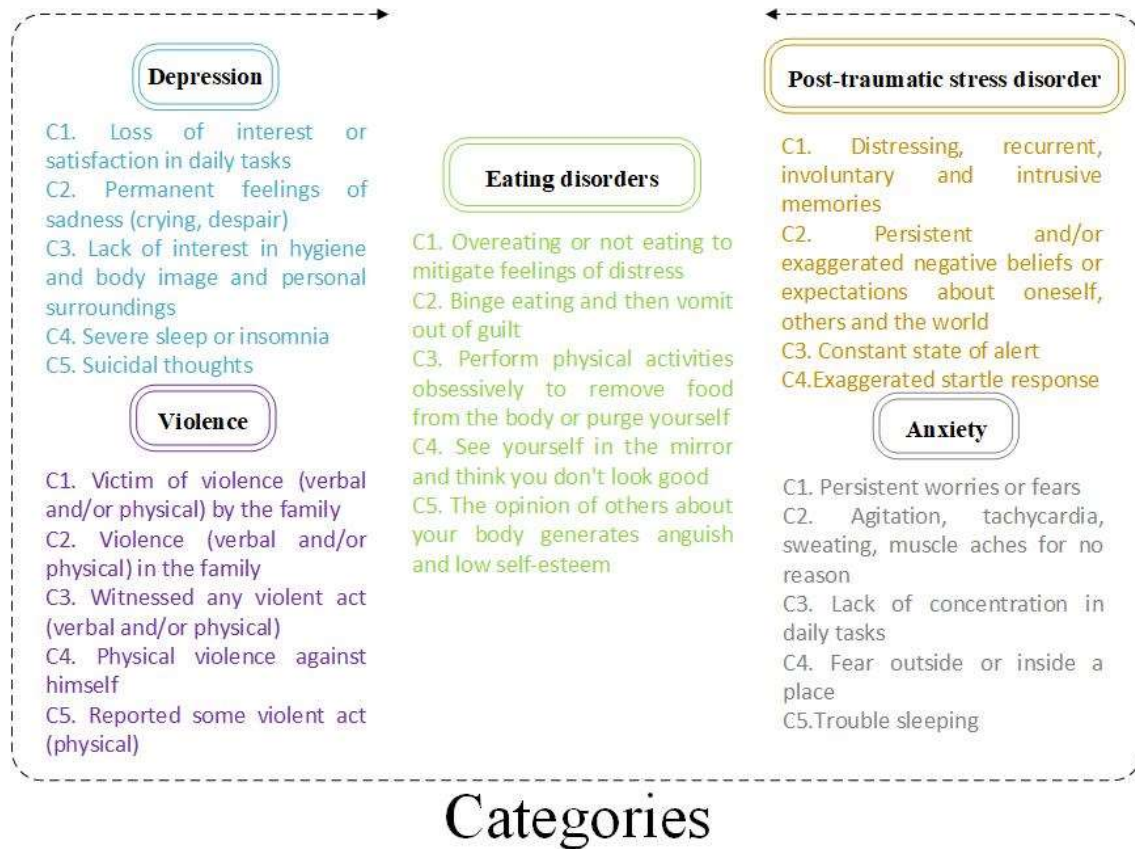 Depression
C1. Loss of interest or
satisfaction in daily tasks
C2. Permanent feelings of
sadness (crying, despair)
C3. Lack of interest in hygiene
and body image and personal
surroundings
C4. Severe sleep or insomnia
C5. Suicidal thoughts
Violence
C1. Victim of violence (verbal
and/or physical) by the family
C2. Violence (verbal and/or
physical) in the family
C3. Witnessed any violent act
(verbal and/or physical)
C4. Physical violence against
himself
C5. Reported some violent act
(physical)
Eating disorders
C1. Overeating or not eating to
mitigate feelings of distress
C2. Binge eating and then vomit
out of guilt
C3. Perform physical activities
obsessively to remove food
from the body or purge yourself
C4. See yourself in the mirror
and think you don't look good
C5. The opinion of others about
your body generates anguish
and low self-esteem
Post-traumatic stress disorder
C1. Distressing, recurrent,
involuntary and intrusive
memories
C2. Persistent and/or
exaggerated negative beliefs or
expectations about oneself,
others and the world
C3. Constant state of alert
C4.Exaggerated startle response
Anxiety
C1. Persistent worries or fears
C2. Agitation, tachycardia,
sweating, muscle aches for no
reason
C3. Lack of concentration in
daily tasks
C4. Fear outside or inside a
place
C5.Trouble sleeping
Categories